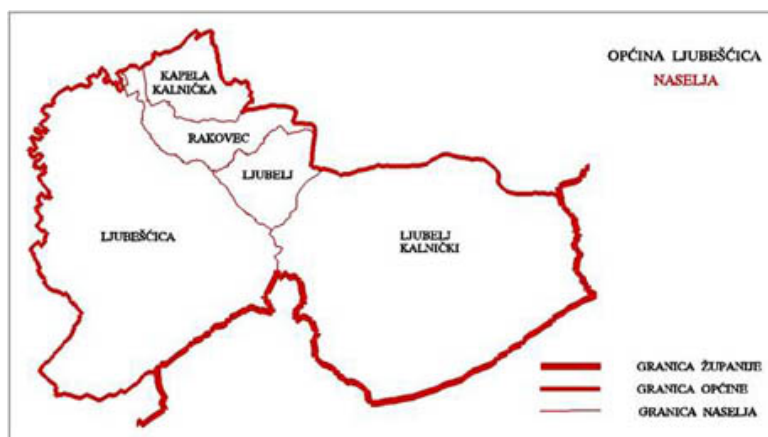 OPĆINA LJUBEŠĆICA
NASELJA
KAPELA
KALNIČKA
RAKOVEC
LJUBELJ
LJUBEŠĆICA
LJUBELJ
KALNIČKI
GRANICA ŽUPANIJE
GRANICA OPĆINE
GRANICA NASELJA